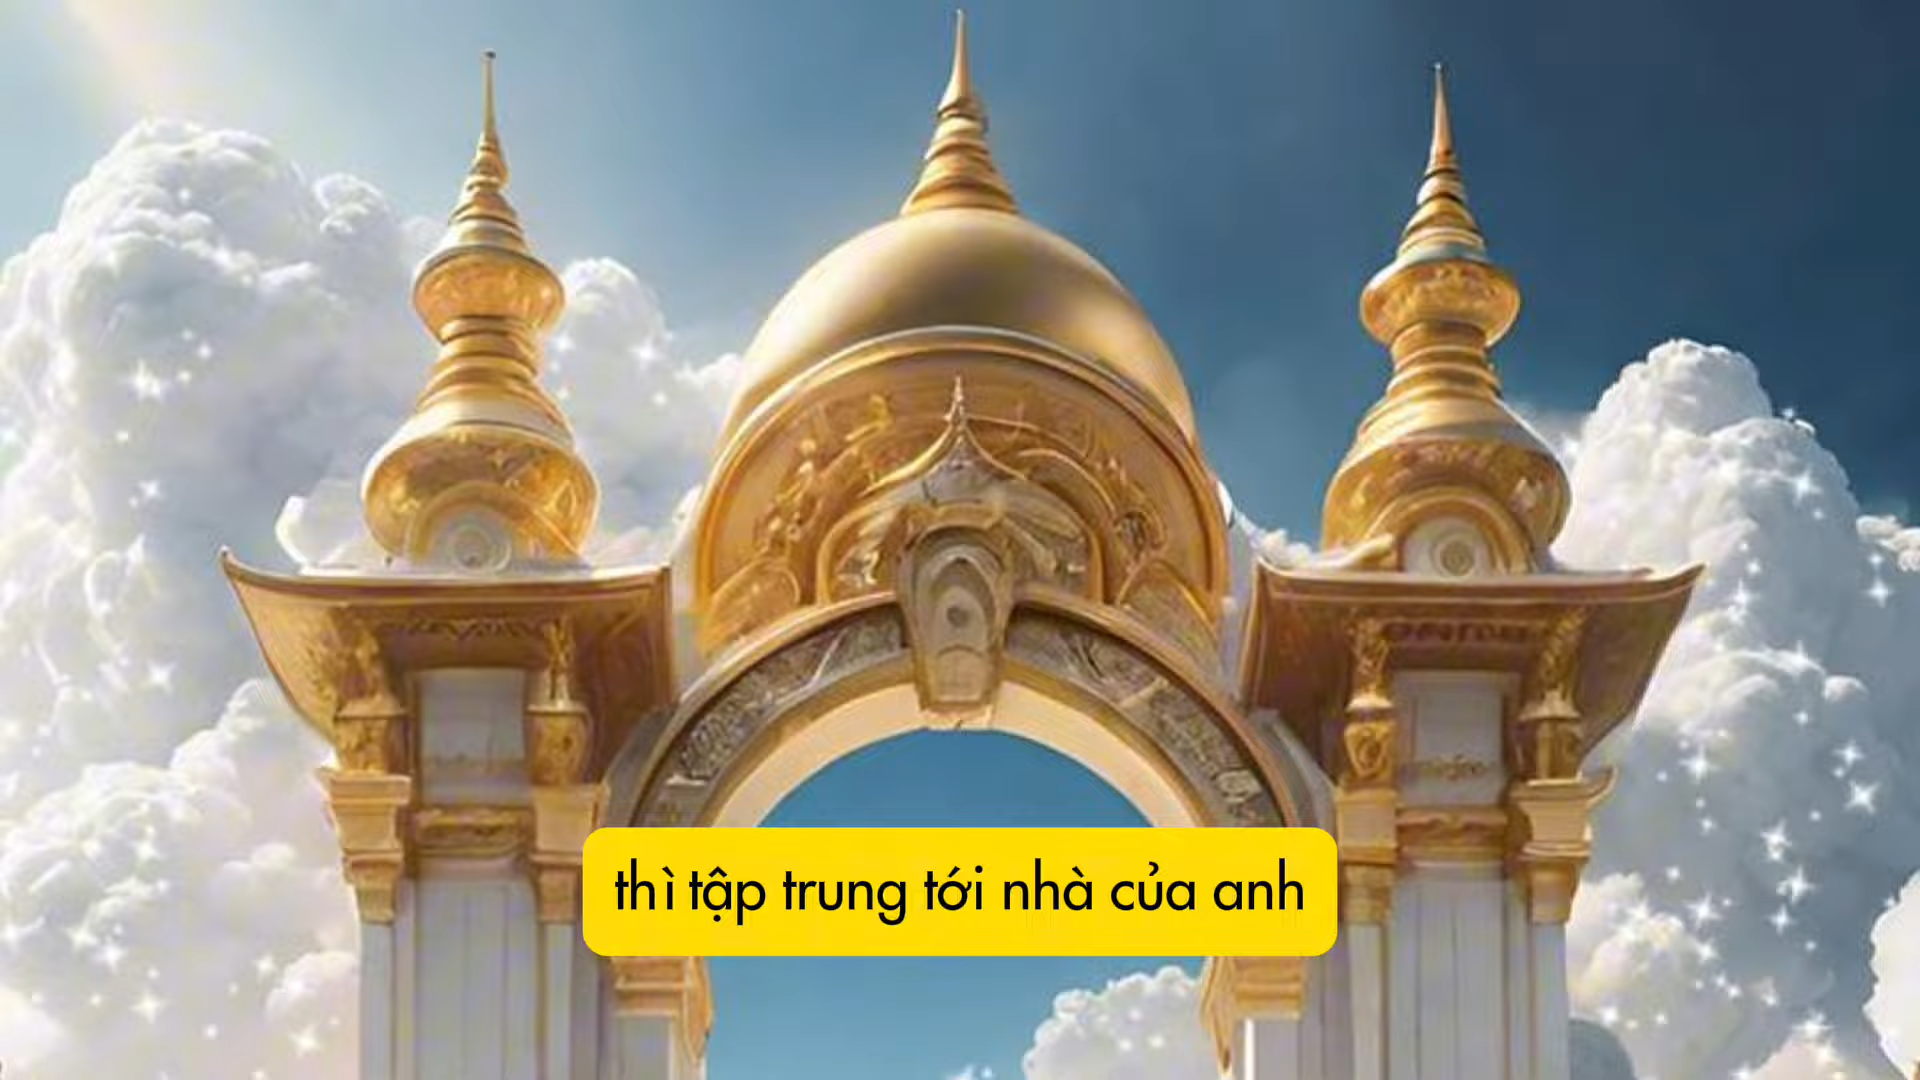 thì tập trung tới nhà của anh